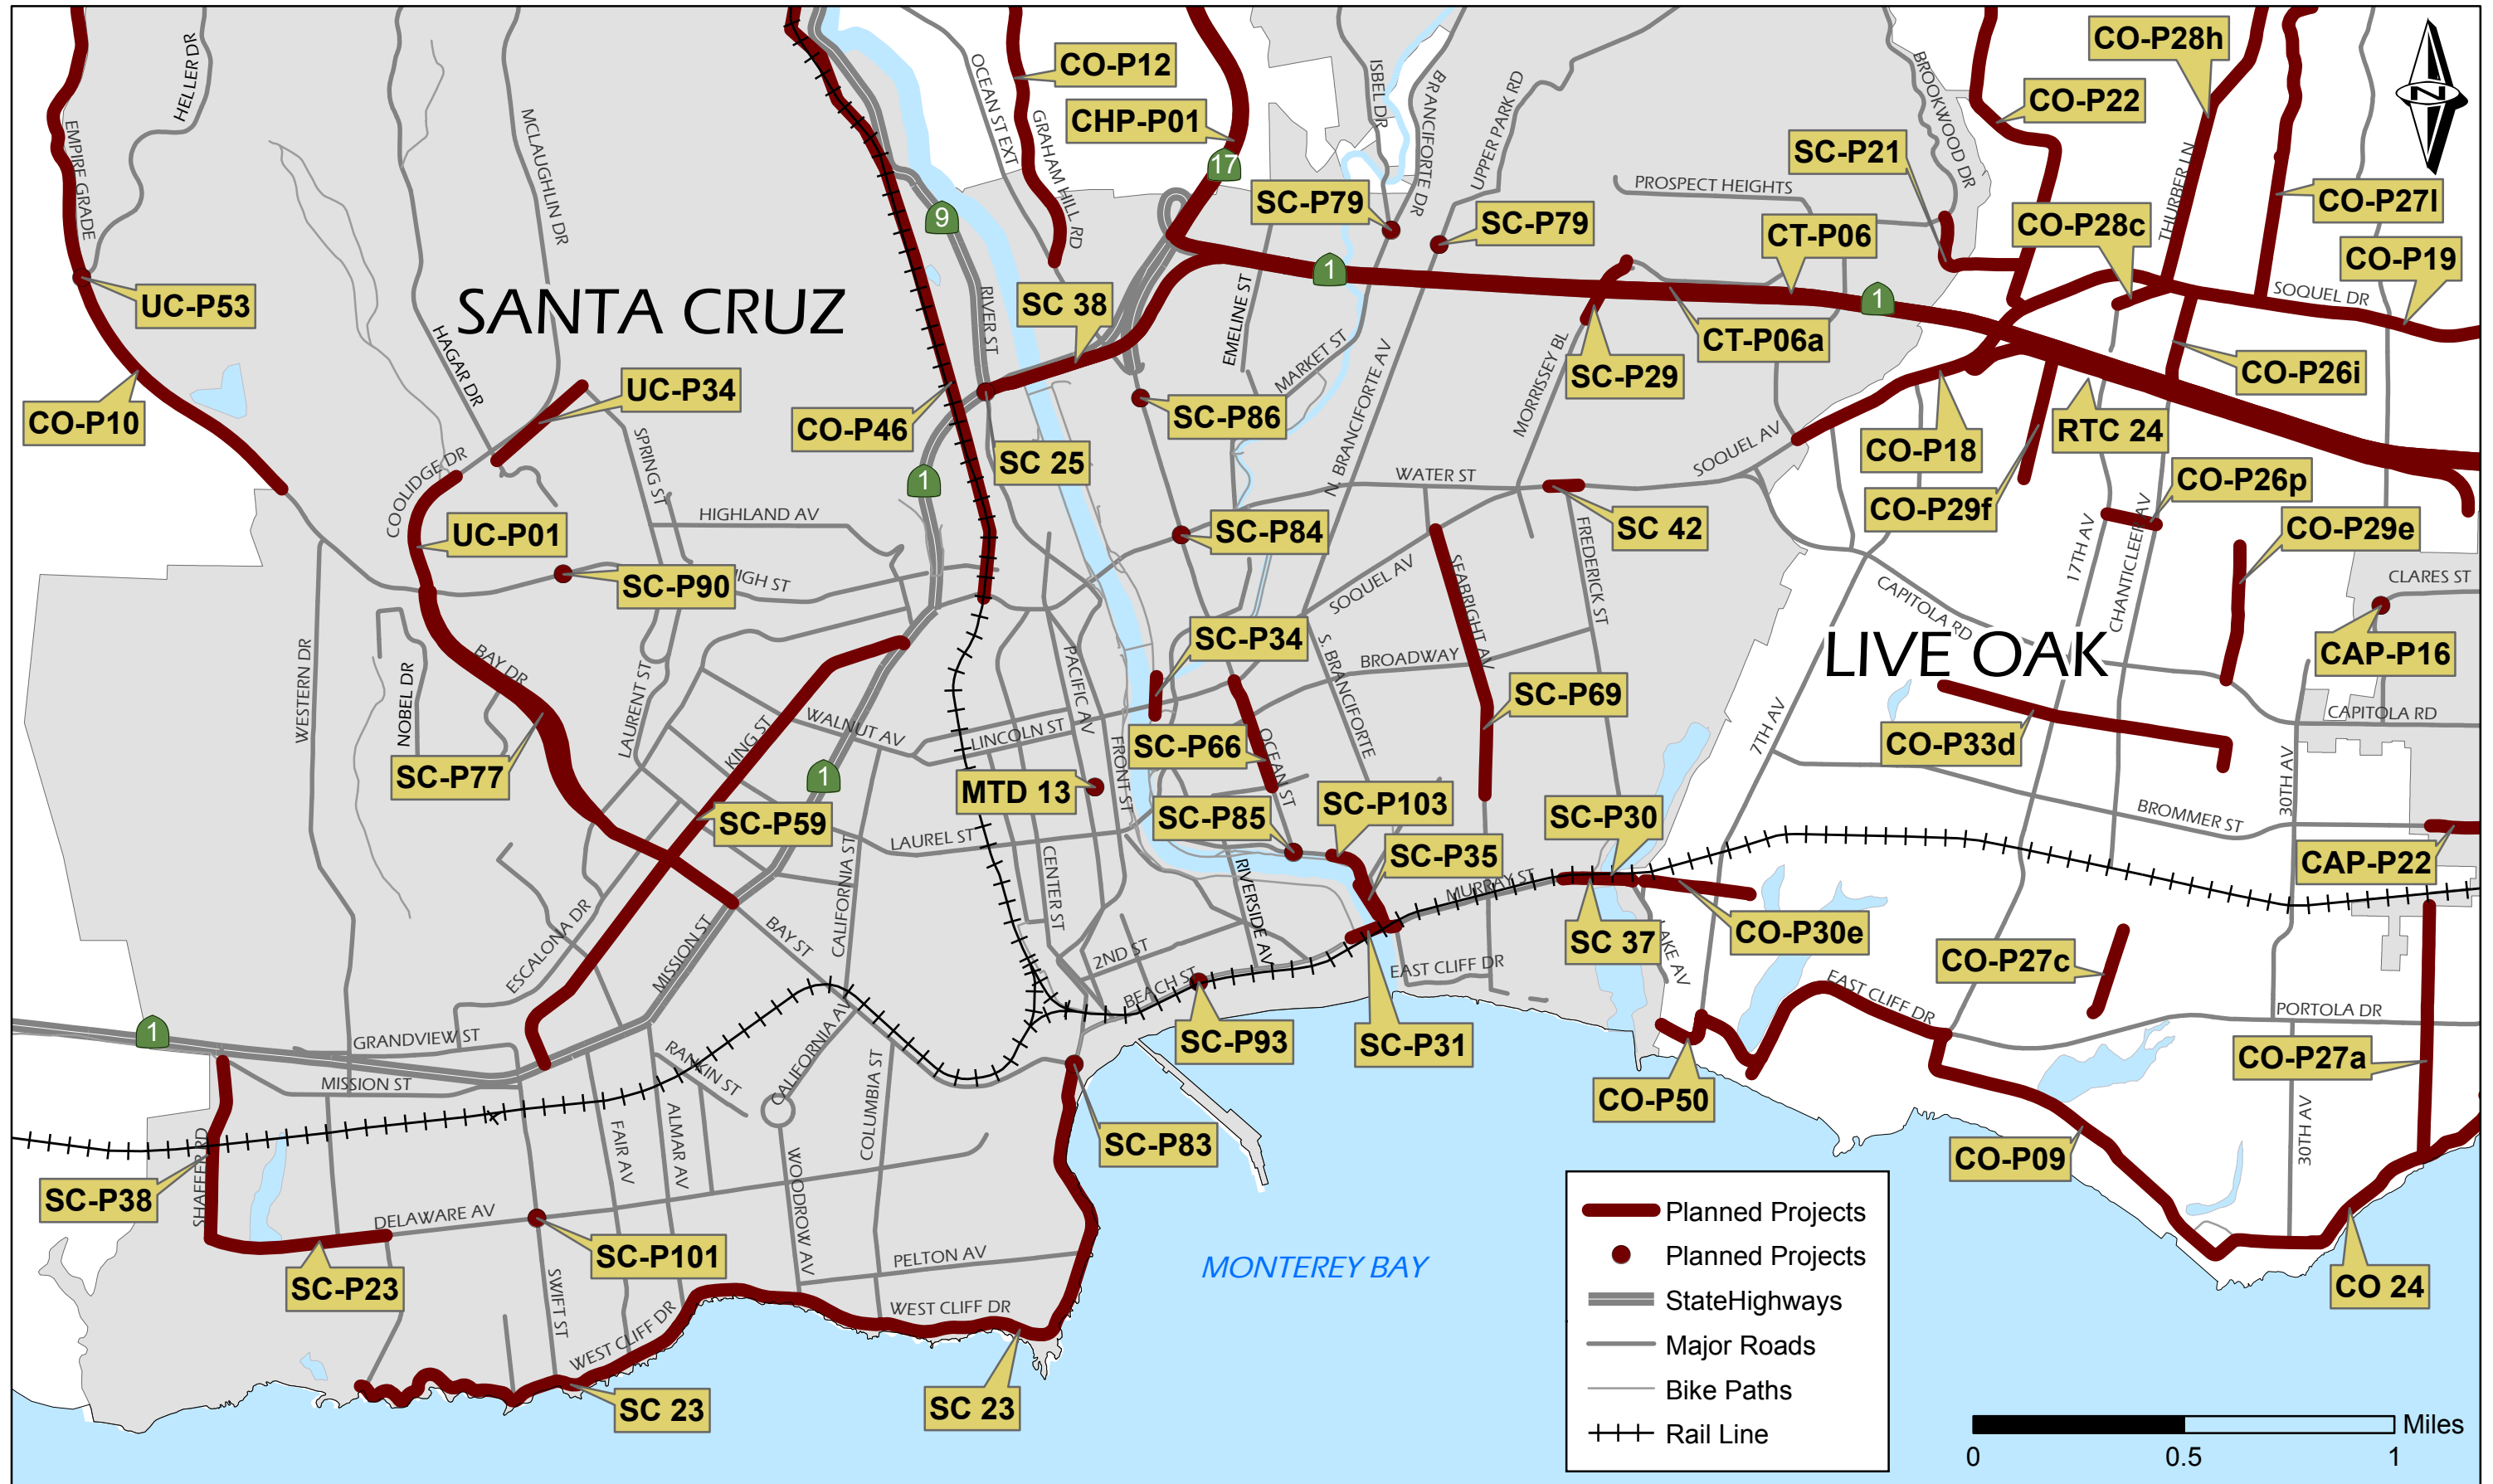 HELLER DR
EMPIRE GRADE
MCLAUGHLIN DR
OCEAN ST EXT
CO-P12
GRAHAM HILL RD
CHP-P01
17
ISBEL DR
BRANCIFORTE DR
UPPER PARK RD
BROOKWOOD DR
CO-P28h
CO-P22
N
SC-P21
THURBER LN
PROSPECT HEIGHTS
SC-P79
SC-P79
CO-P27l
9
CT-P06
CO-P28c
CO-P19
UC-P53
SANTA CRUZ
RIVER ST
SC 38
1
1
SOQUEL DR
HAGAR DR
EMELINE ST
MARKET ST
N. BRANCIFORTE AV
MORRISSEY BL
SC-P29
CT-P06a
CO-P26i
UC-P34
CO-P10
CO-P46
SC-P86
SC 25
SPRING ST
COOLIDGE DR
1
WATER ST
SOQUEL AV
CO-P18
RTC 24
CO-P29f
CO-P26p
HIGHLAND AV
UC-P01
SC-P84
SC 42
FREDERICK ST
17TH AV
CHANTICLEER AV
CO-P29e
CLARES ST
SC-P90
HIGH ST
SOQUEL AV
SEABRIGHT AV
CAPITOLA RD
LIVE OAK
CAP-P16
SC-P34
S. BRANCIFORTE
BROADWAY
WESTERN DR
NOBEL DR
BAY DR
LAURENT ST
PACIFIC AV
KING ST
WALNUT AV
LINCOLN ST
FRONT ST
SC-P66
OCEAN ST
SC-P69
7TH AV
CO-P33d
CAPITOLA RD
30TH AV
SC-P77
1
MTD 13
SC-P85
SC-P103
SC-P30
BROMMER ST
SC-P59
CALIFORNIA ST
LAUREL ST
CENTER ST
RIVERSIDE AV
SC-P35
MURRAY ST
CAP-P22
ESCALONA DR
MISSION ST
BAY ST
2ND ST
BEACH ST
EAST CLIFF DR
SC 37
LAKE AV
CO-P30e
CO-P27c
EAST CLIFF DR
PORTOLA DR
1
GRANDVIEW ST
MISSION ST
RANKIN ST
CALIFORNIA AV
COLUMBIA ST
SC-P93
SC-P31
CO-P50
CO-P27a
SHAFFER RD
SC-P38
FAIR AV
ALMAR AV
WOODROW AV
SC-P83
CO-P09
30TH AV
DELAWARE AV
SC-P101
SC-P23
SWIFT ST
PELTON AV
WEST CLIFF DR
WEST CLIFF DR
MONTEREY BAY
CO 24
SC 23
SC 23
Planned Projects
Planned Projects
StateHighways
Major Roads
Bike Paths
Rail Line
Miles
0 0.5 1